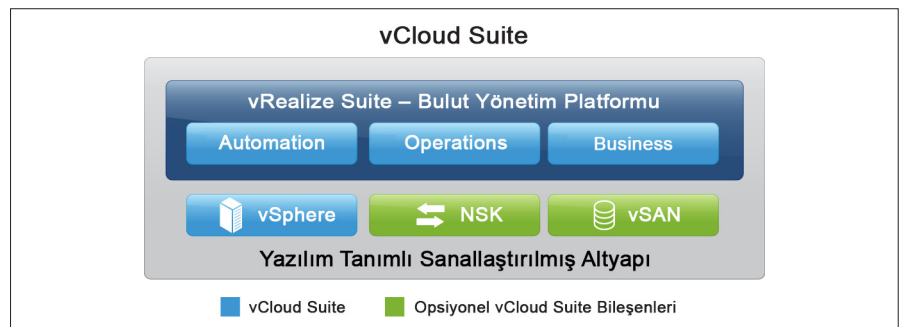 vCloud Suite
vRealize Suite – Bulut Yönetim Platformu
Automation Operations Business
vSphere NSK vSAN
Yazılım Tanımlı Sanallaştırılmış Altyapı
vCloud Suite Opsiyonel vCloud Suite Bileşenleri